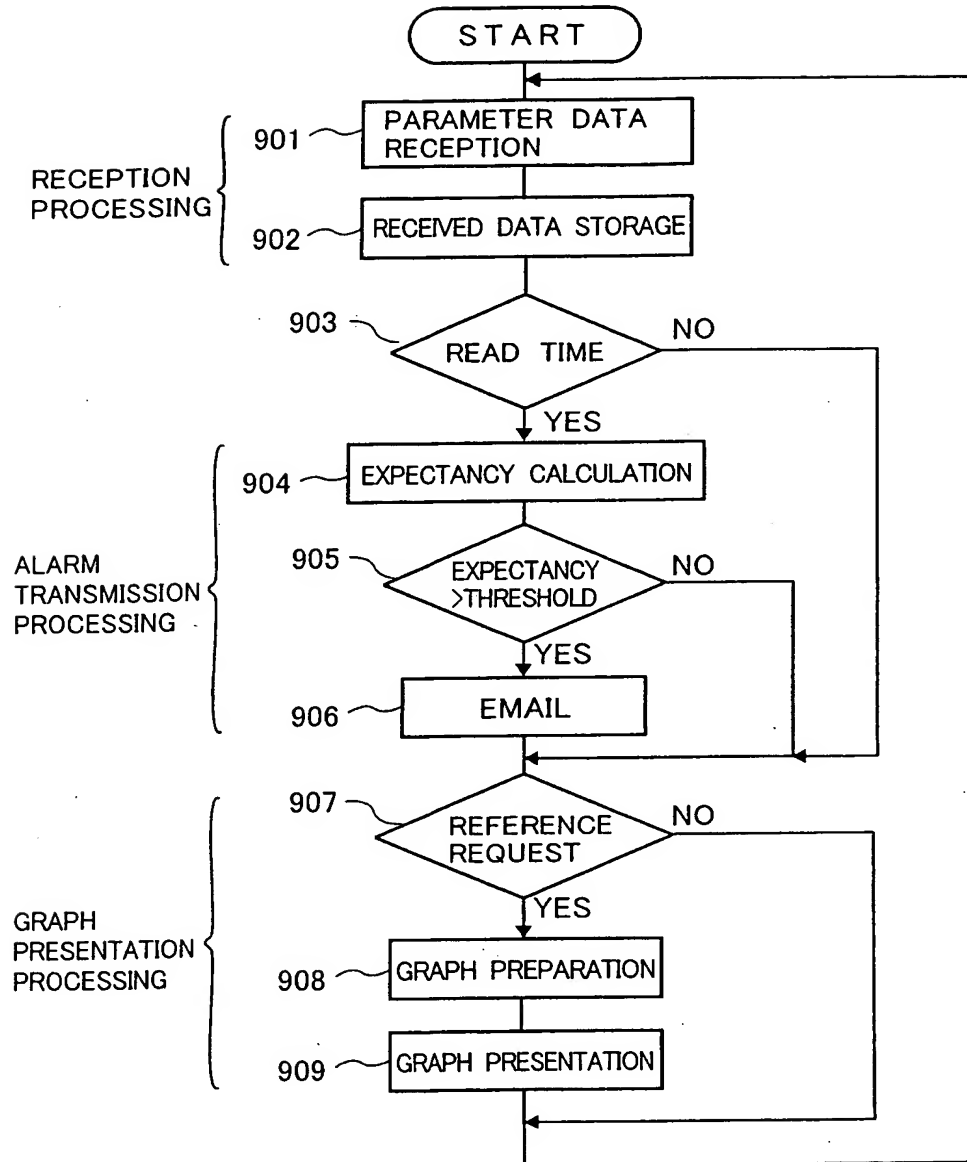 START
901
PARAMETER DATA
RECEPTION
RECEPTION
PROCESSING
902
RECEIVED DATA STORAGE
903
READ TIME
NO
YES
904
EXPECTANCY CALCULATION
905
EXPECTANCY
>THRESHOLD
NO
ALARM
TRANSMISSION
PROCESSING
YES
906
EMAIL
907
REFERENCE
REQUEST
NO
YES
GRAPH
PRESENTATION
PROCESSING
908
GRAPH PREPARATION
909
GRAPH PRESENTATION